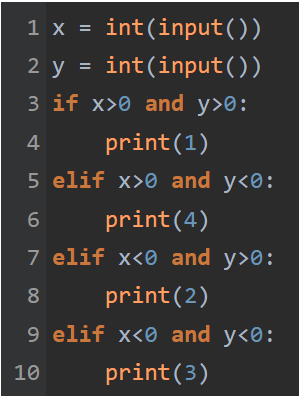 1 x = int(input())
2 y = int(input())
3 if x>0 and y>0:
4     print(1)
5 elif x>0 and y<0:
6     print(4)
7 elif x<0 and y>0:
8     print(2)
9 elif x<0 and y<0:
10     print(3)